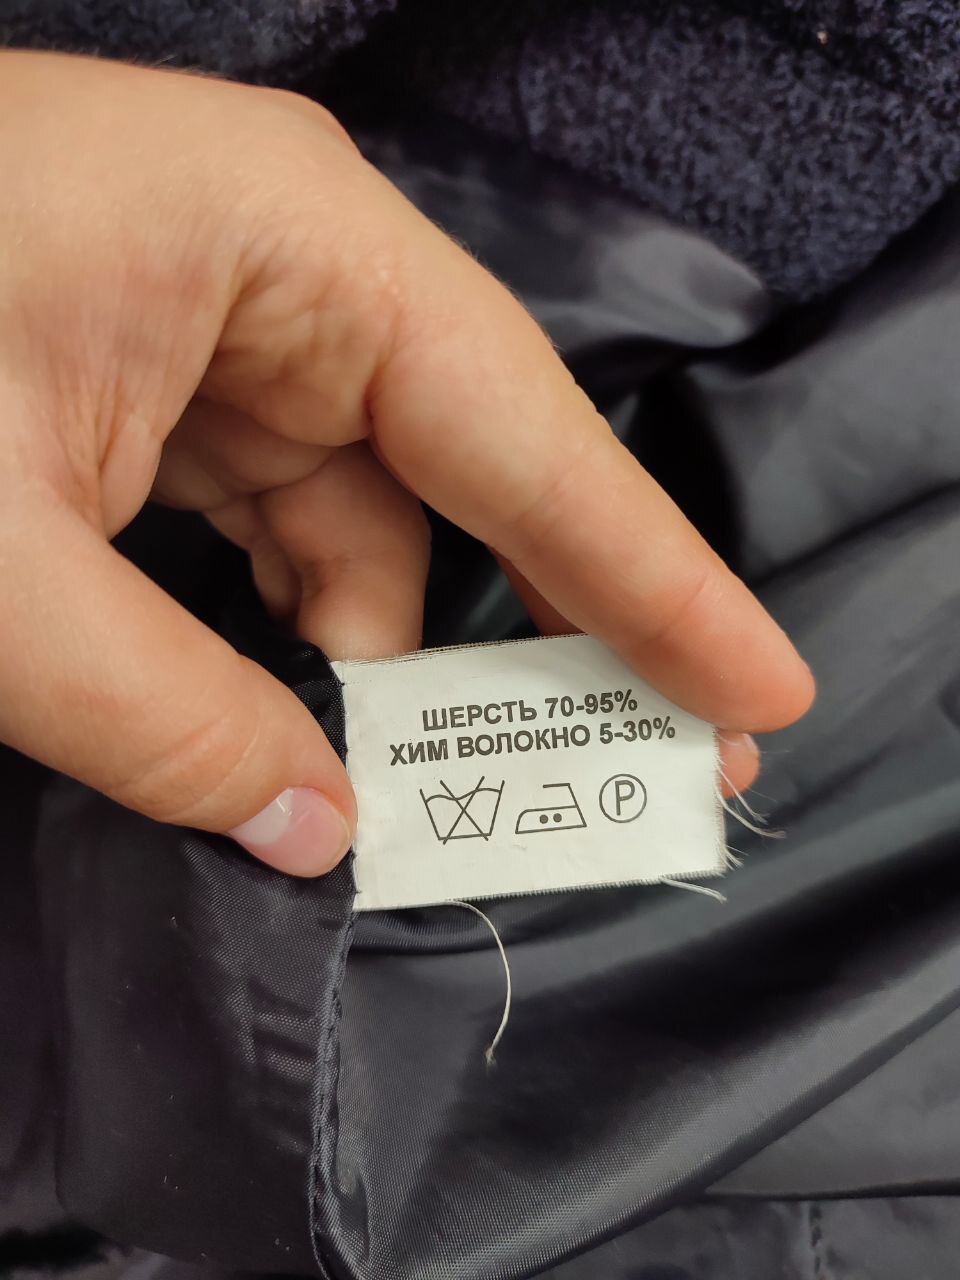 ШЕРСТЬ 70-95%
ХИМ ВОЛОКНО 5-30%
P